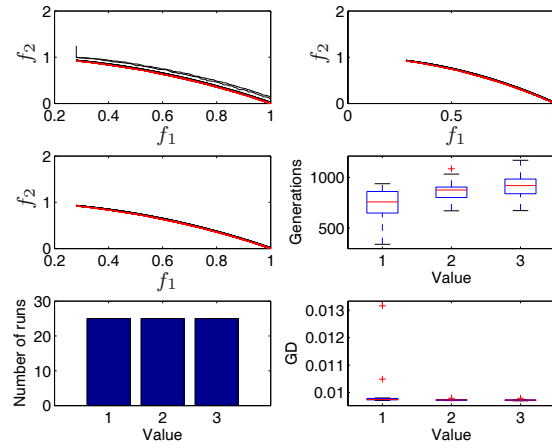 2
1
0
f2
0.2 0.4 0.6 0.8 1
f1
2
1
0
f2
0 0.5
f1
2
1
0
f2
0.2 0.4 0.6 0.8 1
f1
1000
500
Generations
1 2 3
Value
30
20
10
0
Number of runs
1 2 3
Value
0.013
0.012
0.011
0.01
GD
1 2 3
Value